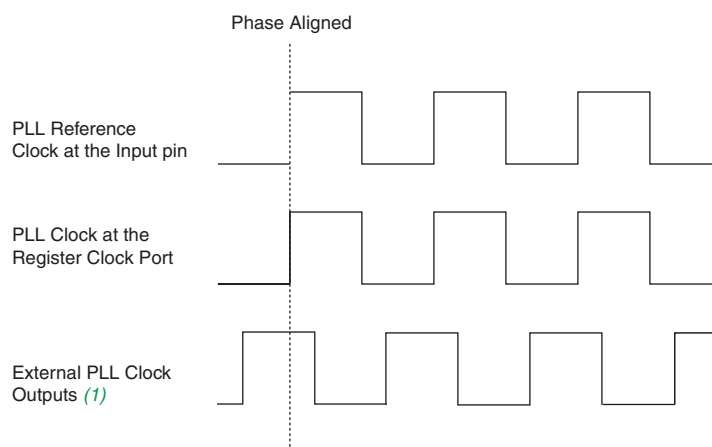 Phase Aligned
PLL Reference
Clock at the Input pin
PLL Clock at the
Register Clock Port
External PLL Clock
Outputs (1)